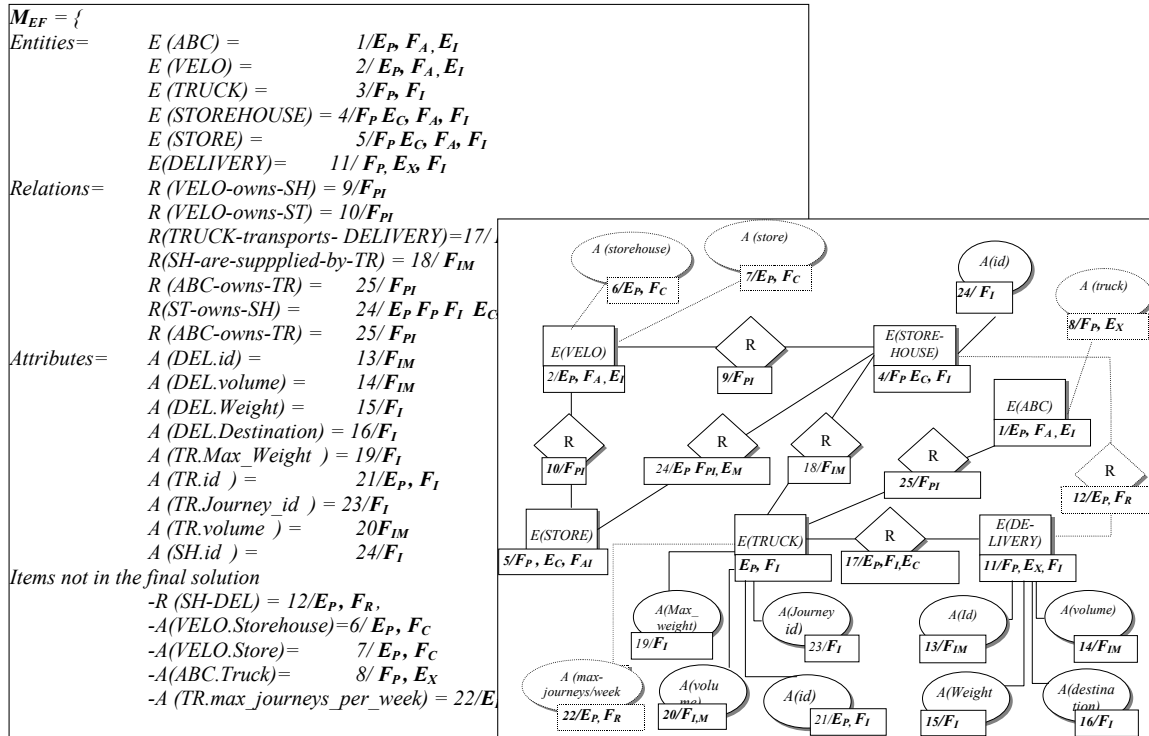 M_EF = {
Entities= E (ABC) = 1/E_P, F_A, E_I
E (VELO) = 2/ E_P, F_A, E_I
E (TRUCK) = 3/F_P, F_I
E (STOREHOUSE) = 4/F_P E_C, F_A, F_I
E (STORE) = 5/F_P E_C, F_A, F_I
E(DELIVERY)= 11/ F_P, E_X, F_I
Relations= R (VELO-owns-SH) = 9/F_PI
R (VELO-owns-ST) = 10/F_PI
R(TRUCK-transports- DELIVERY)=17/
R(SH-are-suppplied-by-TR) = 18/ F_IM
R (ABC-owns-TR) = 25/ F_PI
R(ST-owns-SH) = 24/ E_P F_P F_I E_C
R (ABC-owns-TR) = 25/ F_PI
Attributes= A (DEL.id) = 13/F_IM
A (DEL.volume) = 14/F_IM
A (DEL.Weight) = 15/F_I
A (DEL.Destination) = 16/F_I
A (TR.Max_Weight ) = 19/F_I
A (TR.id ) = 21/E_P, F_I
A (TR.Journey_id ) = 23/F_I
A (TR.volume ) = 20F_IM
A (SH.id ) = 24/F_I
Items not in the final solution
-R (SH-DEL) = 12/E_P, F_R,
-A(VELO.Storehouse)=6/ E_P, F_C
-A(VELO.Store)= 7/ E_P, F_C
-A(ABC.Truck)= 8/ F_P, E_X
-A (TR.max_journeys_per_week) = 22/E
A (storehouse)
6/E_P, F_C
A (store)
7/E_P, F_C
A(id)
24/ F_I
A (truck)
8/F_P, E_X
E(VELO)
2/E_P, F_A, E_I
R
9/F_PI
E(STORE-
HOUSE)
4/F_P E_C, F_I
E(ABC)
1/E_P, F_A, E_I
R
10/F_PI
R
24/E_P F_PI, E_M
R
18/F_IM
R
25/F_PI
R
12/E_P, F_R
E(STORE)
5/F_P, E_C, F_AI
E(TRUCK)
E_P, F_I
R
17/E_P,F_I,E_C
E(DE-
LIVERY)
11/F_P, E_X, F_I
A(Max_
weight)
19/F_I
A(Journey
id)
23/F_I
A(Id)
13/F_IM
A(volume)
14/F_IM
A (max-
journeys/week
22/E_P, F_R
A(volu
me)
20/F_I,M
A(id)
21/E_P, F_I
A(Weight
15/F_I
A(destina
tion)
16/F_I